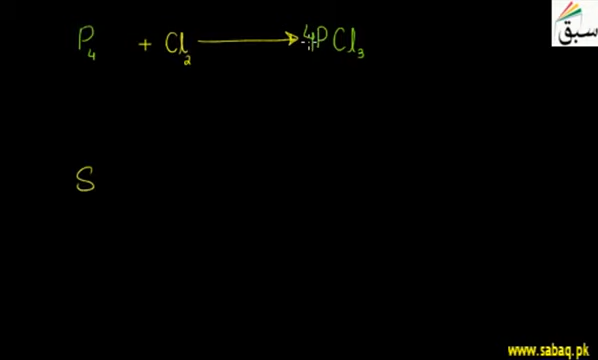 سبق
P₄ + Cl₂ → 4PCl₃
S
www.sabaq.pk